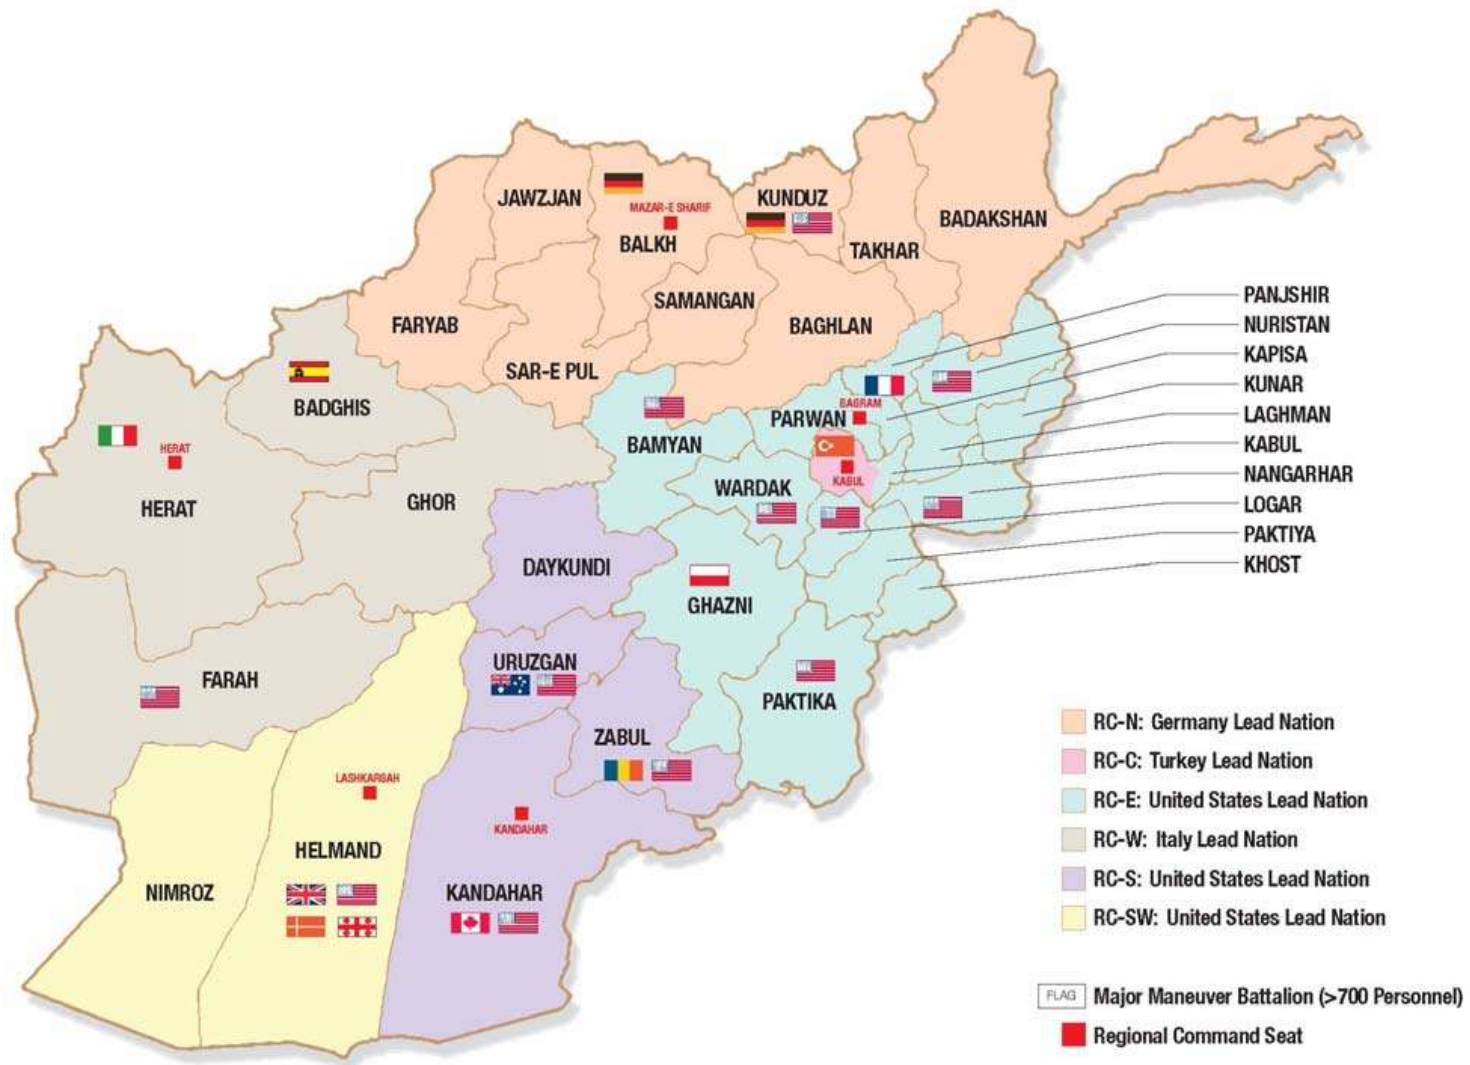 JAWZJAN
MAZAR-E SHARIF
BALKH
KUNDUZ
TAKHAR
BADAKSHAN
FARYAB
SAMANGAN
BAGHLAN
SAR-E PUL
BADGHIS
HERAT
HERAT
GHOR
BAMYAN
PARWAN
BAGRAM
KABUL
WARDAK
PANJSHIR
NURISTAN
KAPISA
KUNAR
LAGHMAN
KABUL
NANGARHAR
LOGAR
PAKTIYA
KHOST
DAYKUNDI
GHAZNI
URUZGAN
FARAH
PAKTIKA
ZABUL
LASHKARGAH
KANDAHAR
HELMAND
NIMROZ
KANDAHAR
RC-N: Germany Lead Nation
RC-C: Turkey Lead Nation
RC-E: United States Lead Nation
RC-W: Italy Lead Nation
RC-S: United States Lead Nation
RC-SW: United States Lead Nation
FLAG Major Maneuver Battalion (>700 Personnel)
Regional Command Seat